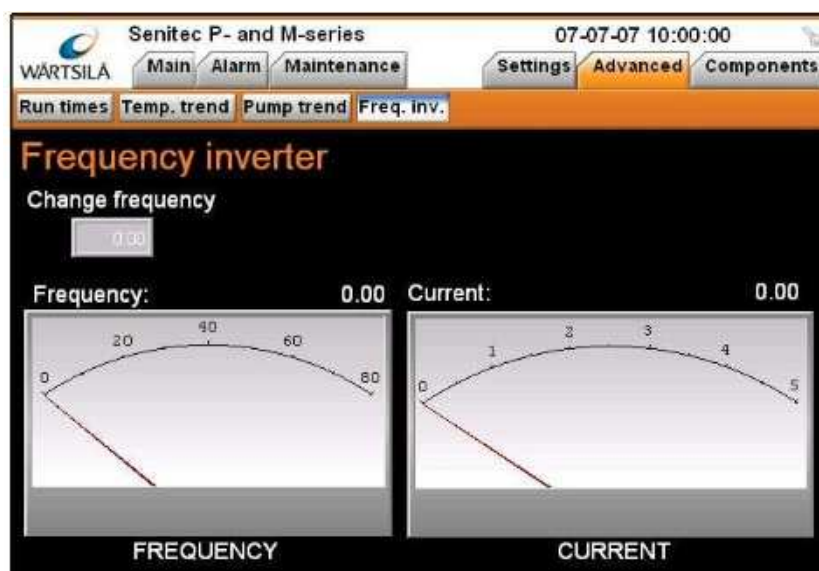 Senitec P- and M-series 07-07-07 10:00:00
WÄRTSILÄ Main Alarm Maintenance Settings Advanced Components
Run times Temp. trend Pump trend Freq. inv.
Frequency inverter
Change frequency
0.00
Frequency: 0.00 Current: 0.00
0 20 40 60 80
0 1 2 3 4 5
FREQUENCY CURRENT